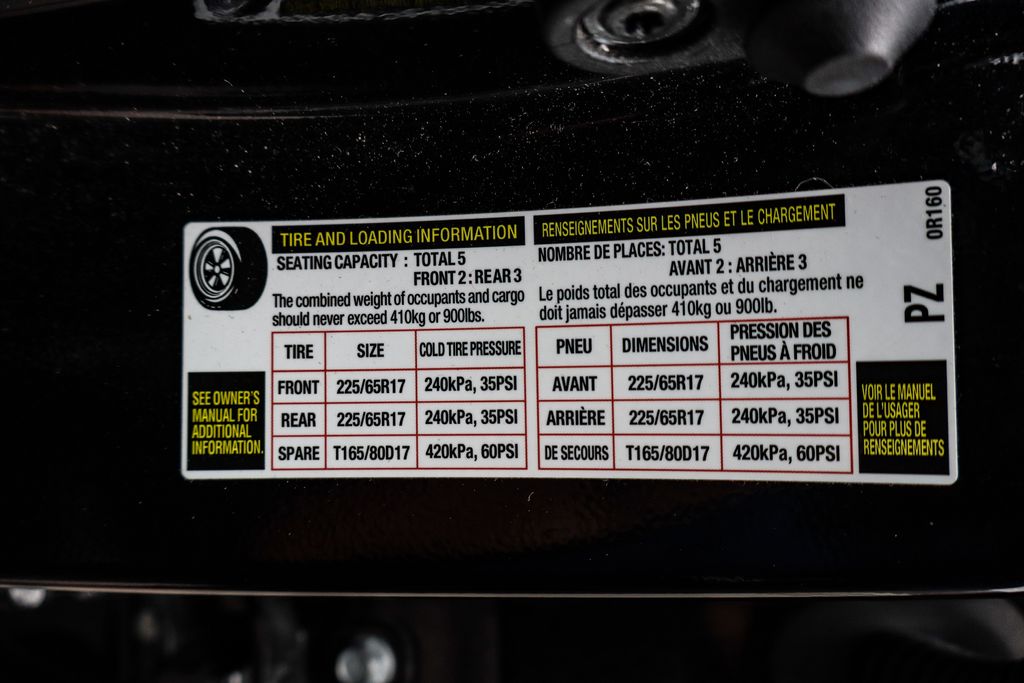 TIRE AND LOADING INFORMATION
SEATING CAPACITY : TOTAL 5
FRONT 2 : REAR 3
The combined weight of occupants and cargo
should never exceed 410kg or 900lb.
TIRE SIZE COLD TIRE PRESSURE
FRONT 225/65R17 240kPa, 35PSI
REAR 225/65R17 240kPa, 35PSI
SPARE T165/80D17 420kPa, 60PSI
SEE OWNER'S
MANUAL FOR
ADDITIONAL
INFORMATION.
RENSEIGNEMENTS SUR LES PNEUS ET LE CHARGEMENT
NOMBRE DE PLACES: TOTAL 5
AVANT 2 : ARRIÈRE 3
Le poids total des occupants et du chargement ne
doit jamais dépasser 410kg ou 900lb.
PNEU DIMENSIONS PRESSION DES
PNEUS À FROID
AVANT 225/65R17 240kPa, 35PSI
ARRIÈRE 225/65R17 240kPa, 35PSI
DE SECOURS T165/80D17 420kPa, 60PSI
VOIR LE MANUEL
DE L'USAGER
POUR PLUS DE
RENSEIGNEMENTS
PZ
0R160